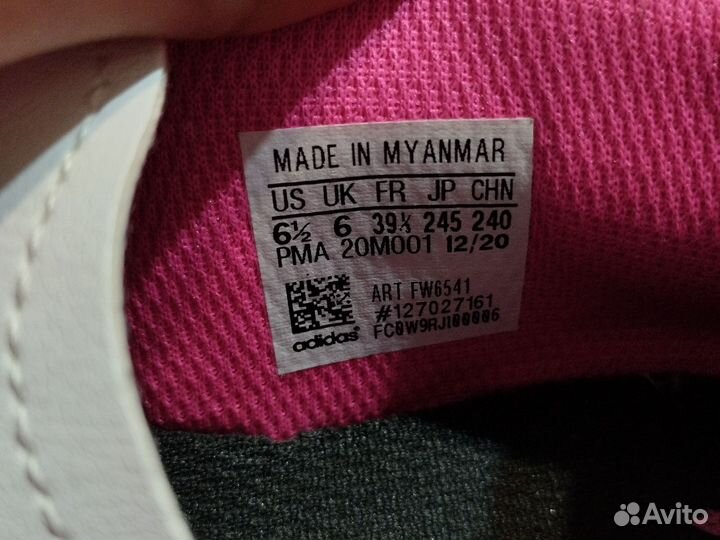 MADE IN MYANMAR
US UK FR JP CHN
6½ 6 39⅓ 245 240
PMA 20M001 12/20
ART FW6541
#127027161
FC0W9RJ100006
adidas
Avito